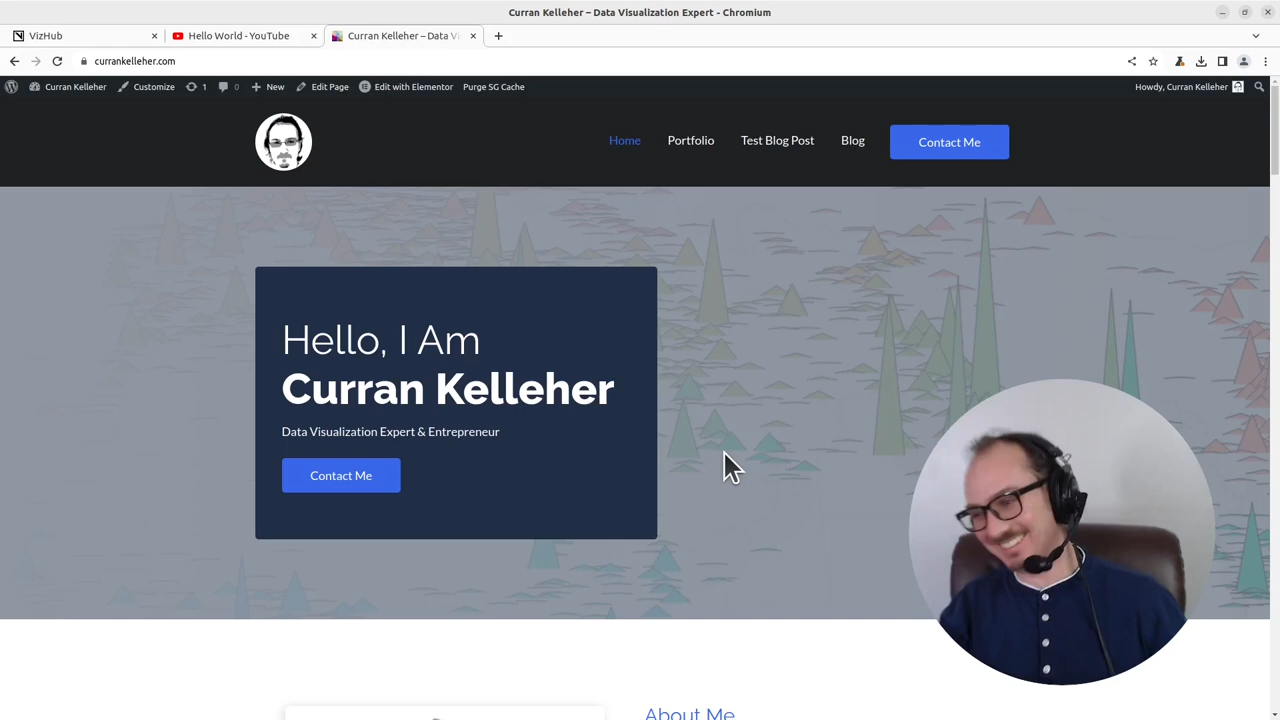 Curran Kelleher – Data Visualization Expert - Chromium
VizHub
Hello World - YouTube
Curran Kelleher – Data Vi
currankelleher.com
Curran Kelleher
Customize
1
0
New
Edit Page
Edit with Elementor
Purge SG Cache
Howdy, Curran Kelleher
Home
Portfolio
Test Blog Post
Blog
Contact Me
Hello, I Am
Curran Kelleher
Data Visualization Expert & Entrepreneur
Contact Me
About Me